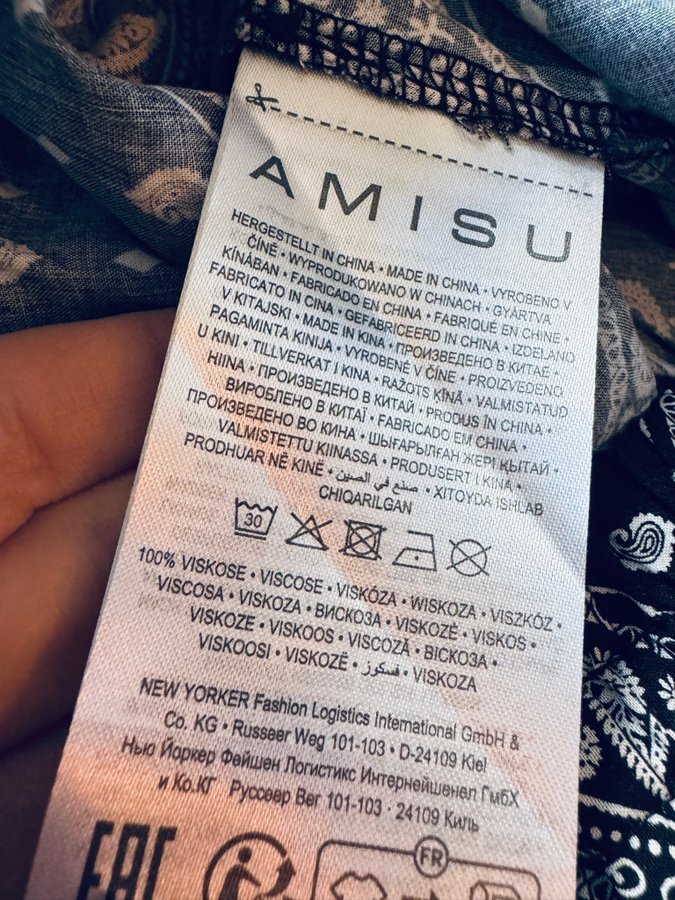 AMISU
HERGESTELLT IN CHINA • MADE IN CHINA • VYROBENO V
ČÍNĚ • WYPRODUKOWANO W CHINACH • GYÁRTVA
KÍNÁBAN • FABRICADO EN CHINA • FABRIQUÉ EN CHINE •
FABRICATO IN CINA • GEFABRICEERD IN CHINA • IZDELANO
V KITAJSKI • MADE IN KINA • ПРОИЗВЕДЕНО В КИТАЕ •
PAGAMINTA KINIJA • VYROBENÉ V ČÍNE • PROIZVEDENO
U KINI • TILLVERKAT I KINA • RAŽOTS ĶĪNĀ • VALMISTATUD
HIINA • ПРОИЗВЕДЕНО В КИТАЙ • PRODUS ÎN CHINA •
ВИРОБЛЕНО В КИТАЇ • FABRICADO EM CHINA •
ПРОИЗВЕДЕНО ВО КИНА • ШЫҒАРЫЛҒАН ЖЕРІ ҚЫТАЙ •
VALMISTETTU KIINASSA • PRODUSERT I KINA •
PRODHUAR NË KINË • صنع في الصين • XITOYDA ISHLAB
CHIQARILGAN
30
100% VISKOSE • VISCOSE • VISKÓZA • WISKOZA • VISZKÓZ •
VISCOSA • VISKOZA • ВИСКОЗА • VISKOZĖ • VISKOS •
VISKOZE • VISKOOS • VISCOZĂ • ВІСКОЗА •
VISKOOSI • VISKOZË • فسكوز • VISKOZA
NEW YORKER Fashion Logistics International GmbH &
Co. KG • Russeer Weg 101-103 • D-24109 Kiel
Нью Йоркер Фейшен Логистикс Интернейшенел ГмбХ
и Ко.КГ Руссеер Вег 101-103 · 24109 Киль
EAC
FR